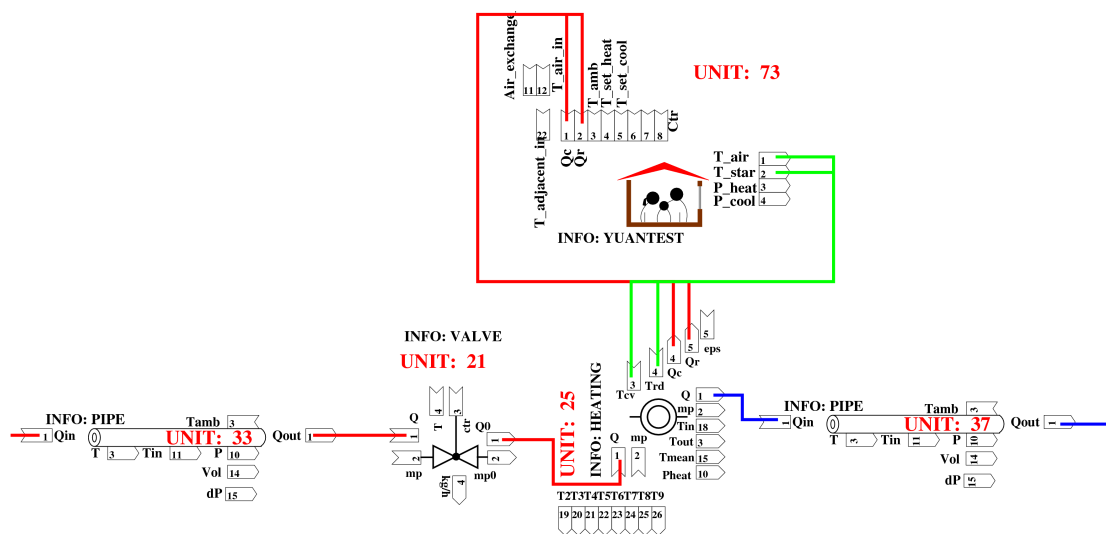 Air_exchange
11
12
T_air_in
T_amb
T_set_heat
T_set_cool
UNIT: 73
22
1
2
3
4
5
6
7
8
Ctr
T_adjacent_in
Qc
Qr
T_air
1
T_star
2
P_heat
3
P_cool
4
INFO: YUANTEST
INFO: VALVE
UNIT: 21
3
Tcv
4
Trd
4
Qc
5
Qr
5
eps
INFO: PIPE
Tamb
3
1
Qin
UNIT: 33
Qout
1
T
3
Tin
11
P
10
Vol
14
dP
15
Q
1
4
T
3
ctr
Q0
1
2
mp
mp0
2
kg/h
4
UNIT: 25
INFO: HEATING
Q
1
mp
2
Q
1
mp
2
Tin
18
Tout
3
Tmean
15
Pheat
10
T2T3T4T5T6T7T8T9
19
20
21
22
23
24
25
26
INFO: PIPE
Tamb
3
1
Qin
UNIT: 37
Qout
1
T
3
Tin
11
P
10
Vol
14
dP
15